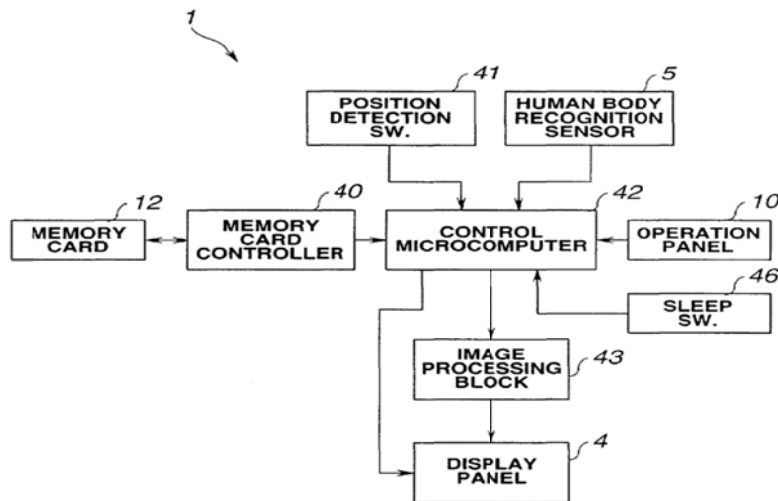 1
41
POSITION
DETECTION
SW.
5
HUMAN BODY
RECOGNITION
SENSOR
12
MEMORY
CARD
40
MEMORY
CARD
CONTROLLER
42
CONTROL
MICROCOMPUTER
10
OPERATION
PANEL
46
SLEEP
SW.
IMAGE
PROCESSING
BLOCK
43
4
DISPLAY
PANEL